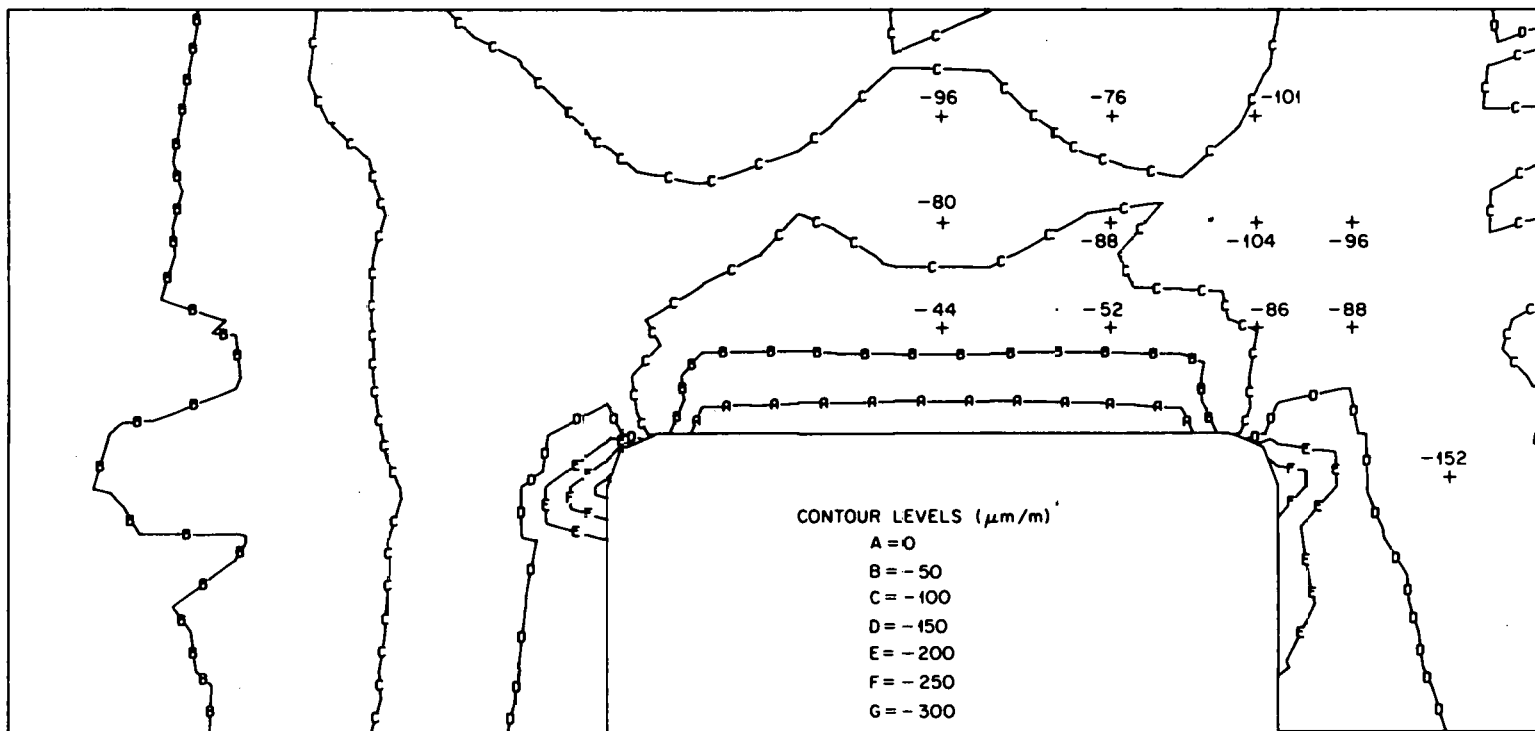 -96 -76 -101
-80
-88 -104 -96
-44 -52 -86 -88
-152
CONTOUR LEVELS (μm/m)
A = 0
B = -50
C = -100
D = -150
E = -200
F = -250
G = -300